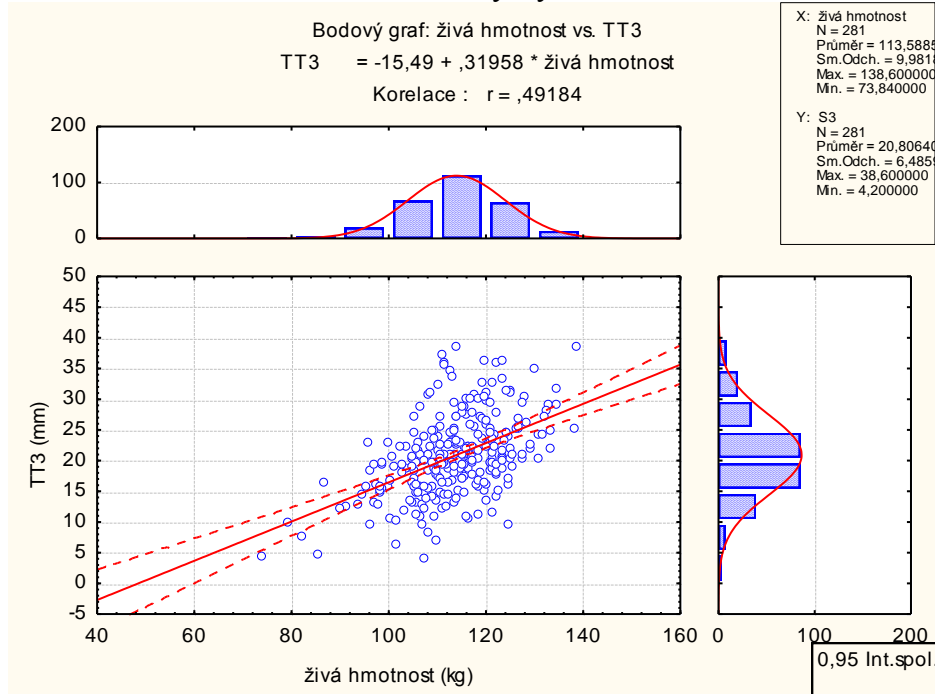 Bodový graf: živá hmotnost vs. TT3
TT3 = -15,49 + ,31958 * živá hmotnost
Korelace : r = ,49184
X: živá hmotnost
N = 281
Průměr = 113,5885
Sm.Odch. = 9,9818
Max. = 138,600000
Min. = 73,840000
Y: S3
N = 281
Průměr = 20,80640
Sm.Odch. = 6,4859
Max. = 38,600000
Min. = 4,200000
200
100
0
50
45
40
35
30
25
20
15
10
5
0
-5
TT3 (mm)
40 60 80 100 120 140 160
živá hmotnost (kg)
0 100 200
0,95 Int.spol.